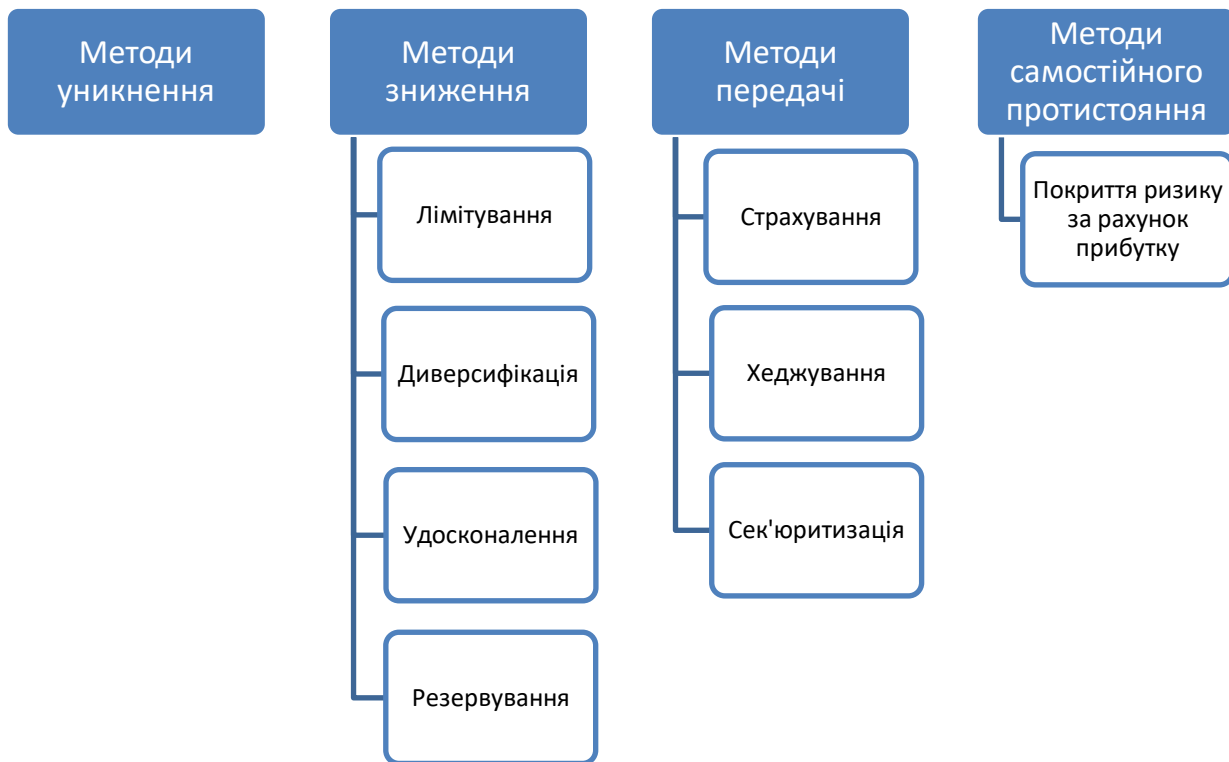 Методи
уникнення
Методи
зниження
Лімітування
Диверсифікація
Удосконалення
Резервування
Методи
передачі
Страхування
Хеджування
Сек'юритизація
Методи
самостійного
протистояння
Покриття ризику
за рахунок
прибутку